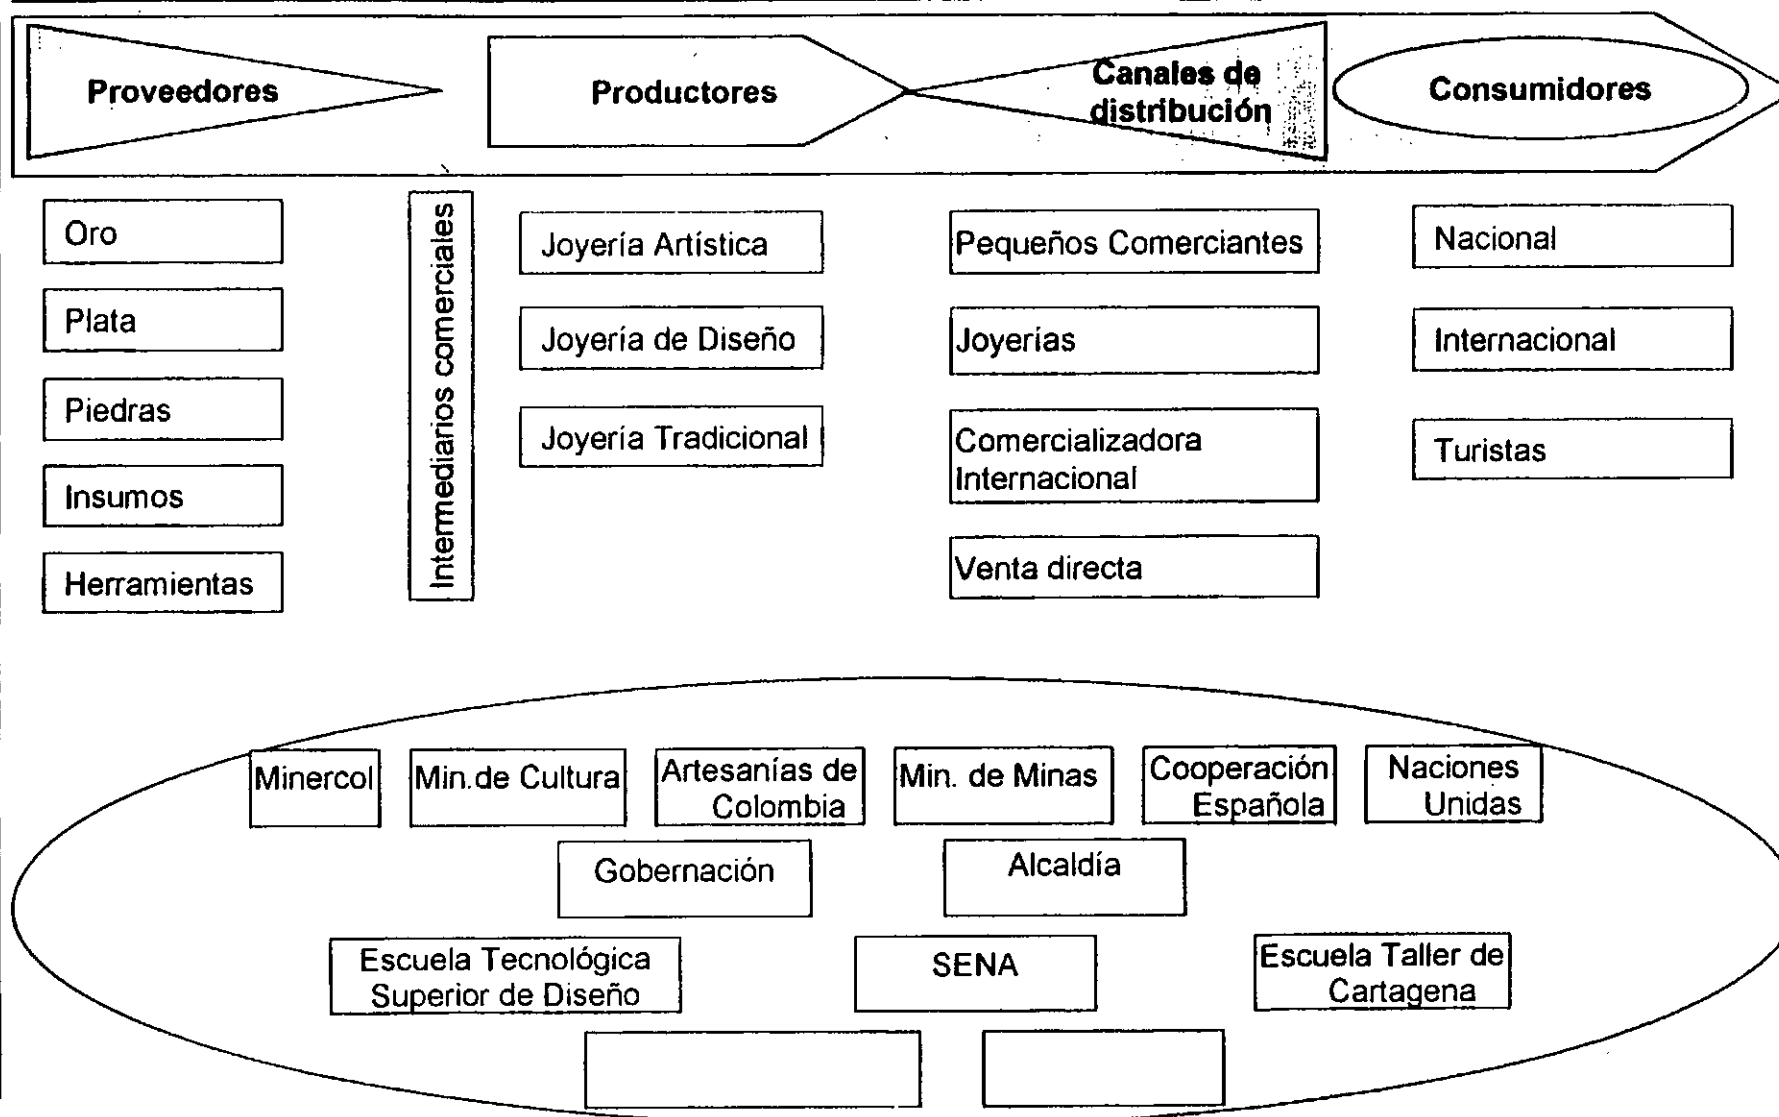 Proveedores
Productores
Canales de
distribución
Consumidores
Oro
Plata
Piedras
Insumos
Herramientas
Intermediarios comerciales
Joyería Artística
Joyería de Diseño
Joyería Tradicional
Pequeños Comerciantes
Joyerías
Comercializadora
Internacional
Venta directa
Nacional
Internacional
Turistas
Minercol
Min.de Cultura
Artesanías de
Colombia
Min. de Minas
Cooperación
Española
Naciones
Unidas
Gobernación
Alcaldía
Escuela Tecnológica
Superior de Diseño
SENA
Escuela Taller de
Cartagena